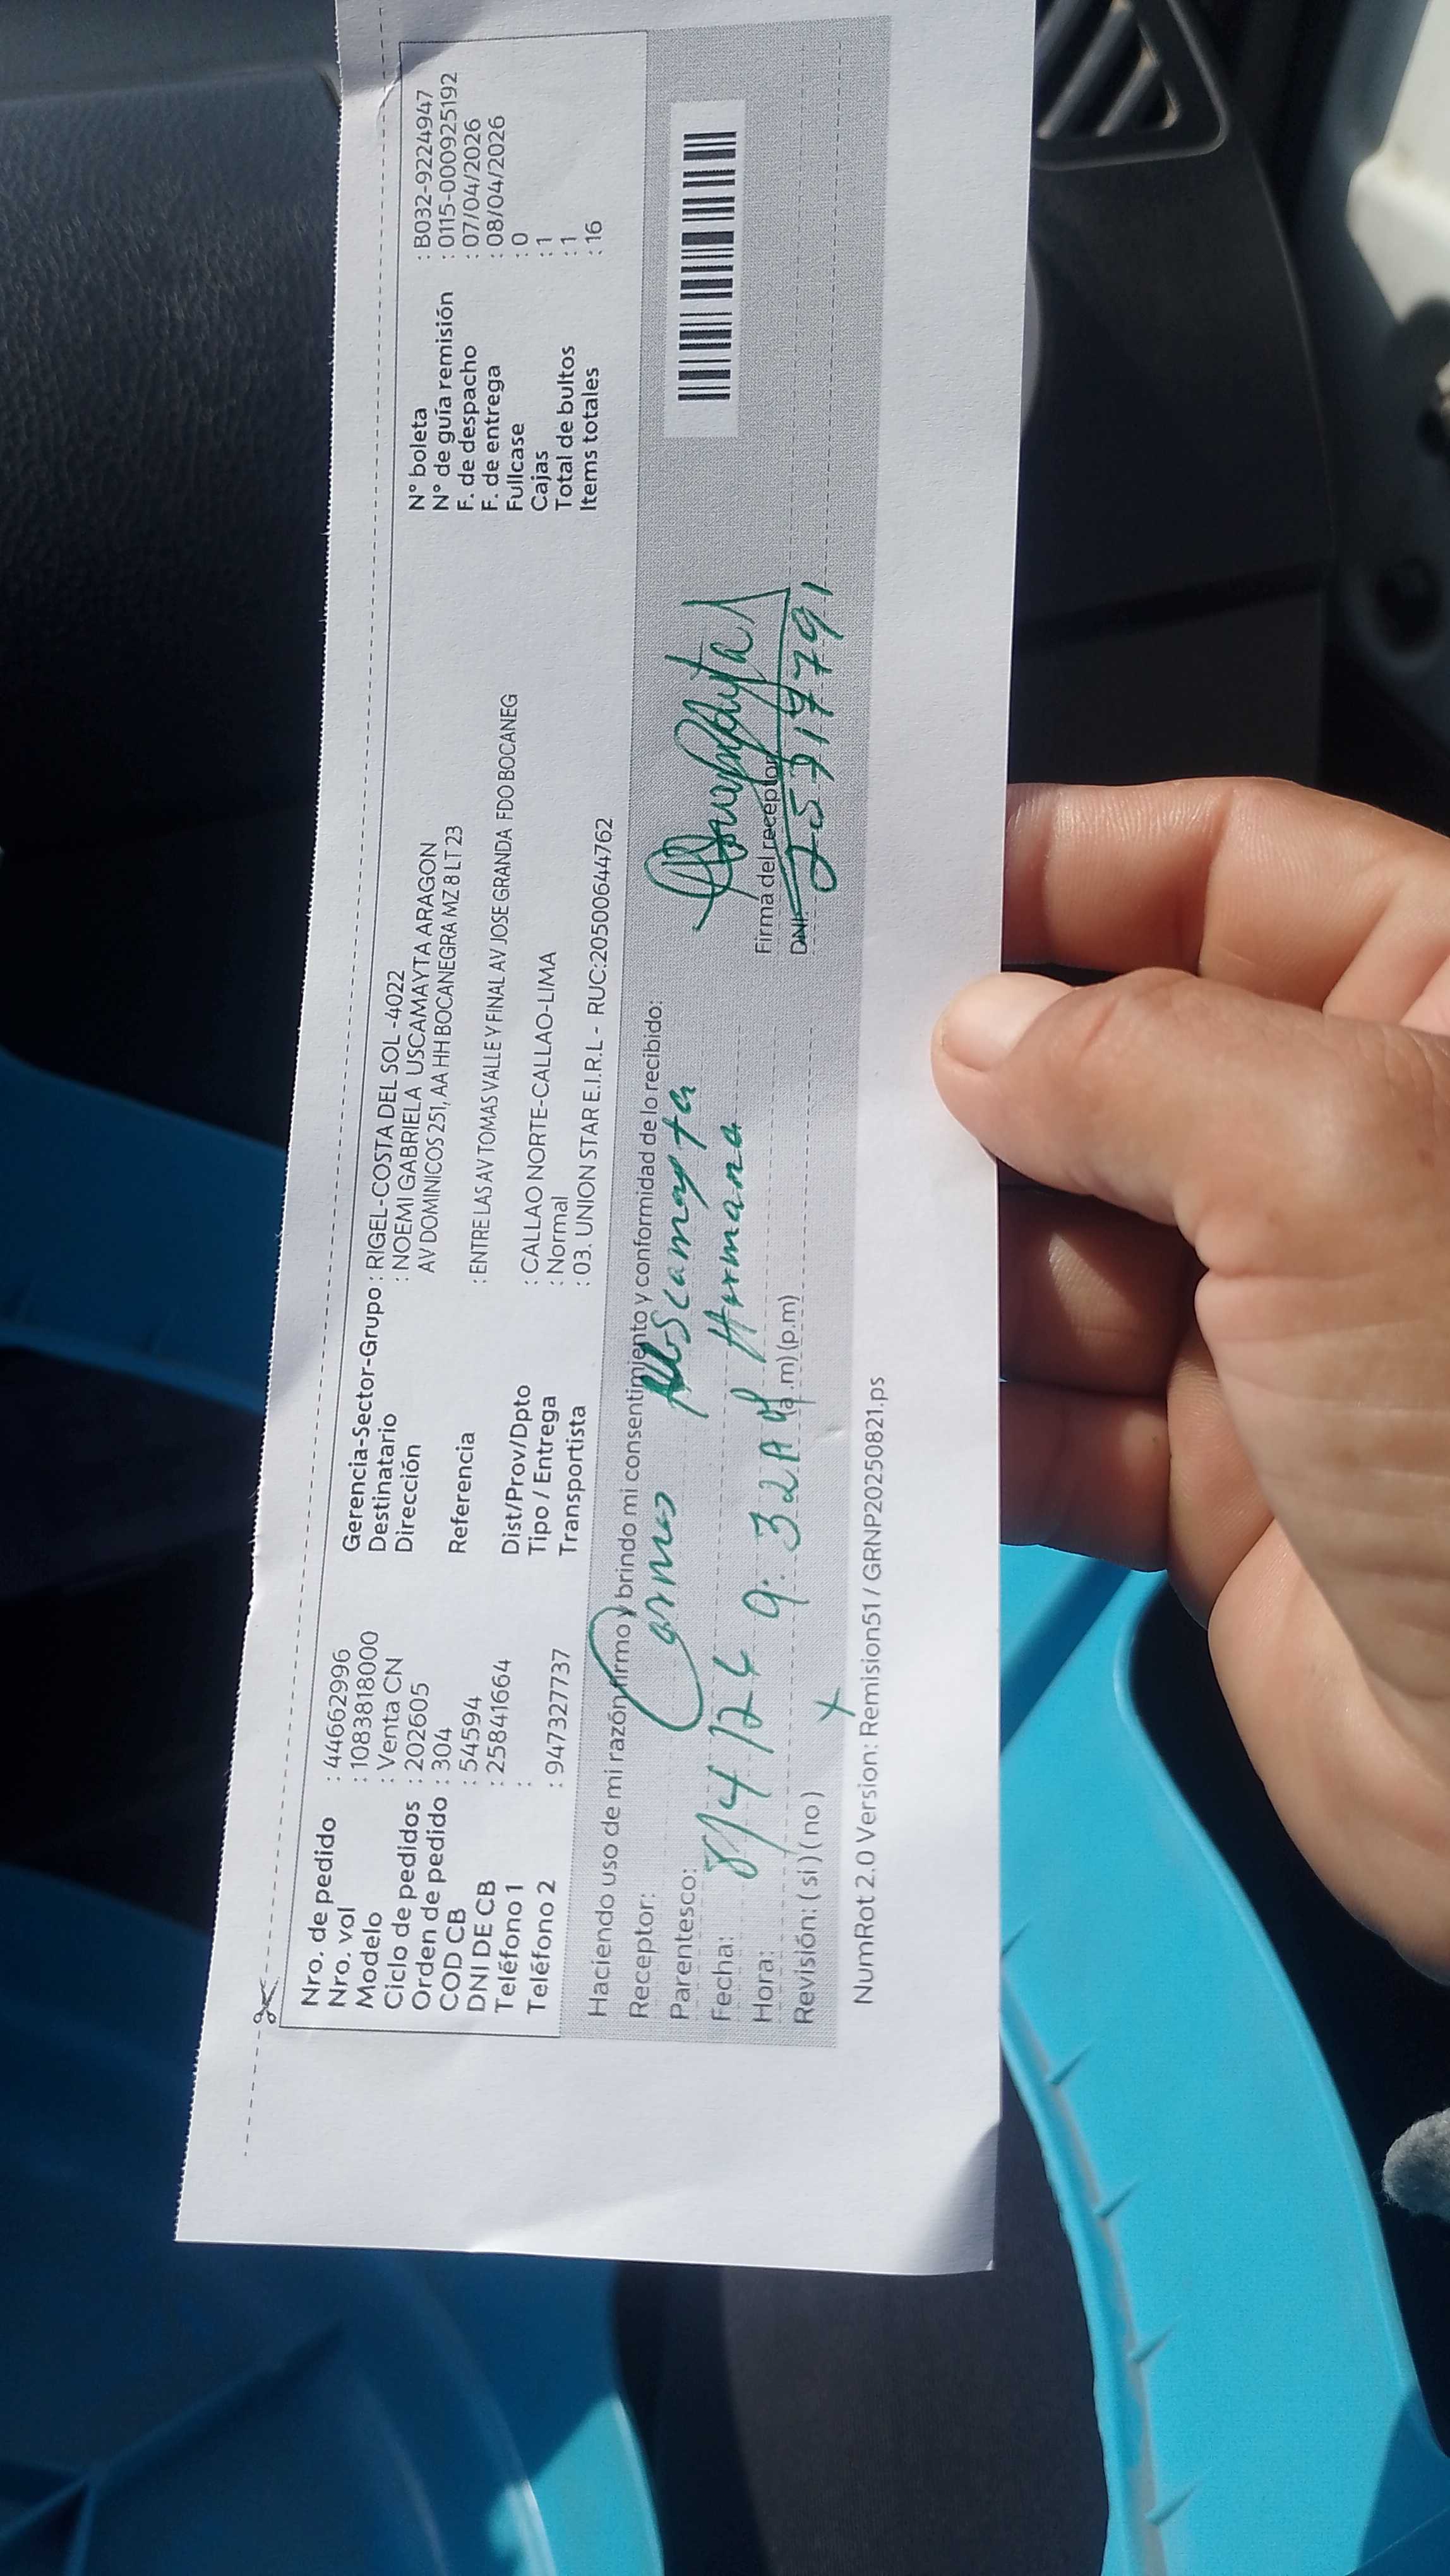 Nro. de pedido : 44662996
Nro. vol : 1083818000
Modelo : Venta CN
Ciclo de pedidos : 202605
Orden de pedido : 304
COD CB : 54594
DNI DE CB : 25841664
Teléfono 1 :
Teléfono 2 : 947327737
Gerencia-Sector-Grupo : RIGEL-COSTA DEL SOL -4022
Destinatario : NOEMI GABRIELA USCAMAYTA ARAGON
Dirección AV DOMINICOS 251, AA HH BOCANEGRA MZ 8 LT 23
Referencia : ENTRE LAS AV TOMAS VALLE Y FINAL AV JOSE GRANDA FDO BOCANEG
Dist/Prov/Dpto : CALLAO NORTE-CALLAO-LIMA
Tipo / Entrega : Normal
Transportista : 03. UNION STAR E.I.R.L - RUC:20500644762
N° boleta : B032-9224947
N° de guía remisión : 0115-0009251​92
F. de despacho : 07/04/2026
F. de entrega : 08/04/2026
Fullcase : 0
Cajas : 1
Total de bultos : 1
Items totales : 16
Haciendo uso de mi razón firmo y brindo mi consentimiento y conformidad de lo recibido:
Receptor: Uscamayta
Parentesco: Hermana
Fecha: 8/4/26
Hora: 9:32 A (a.m) (p.m)
Revisión: ( si ) ( no ) x
Firma del receptor
DNI
NumRot 2.0 Version: Remision51 / GRNP20250821.ps